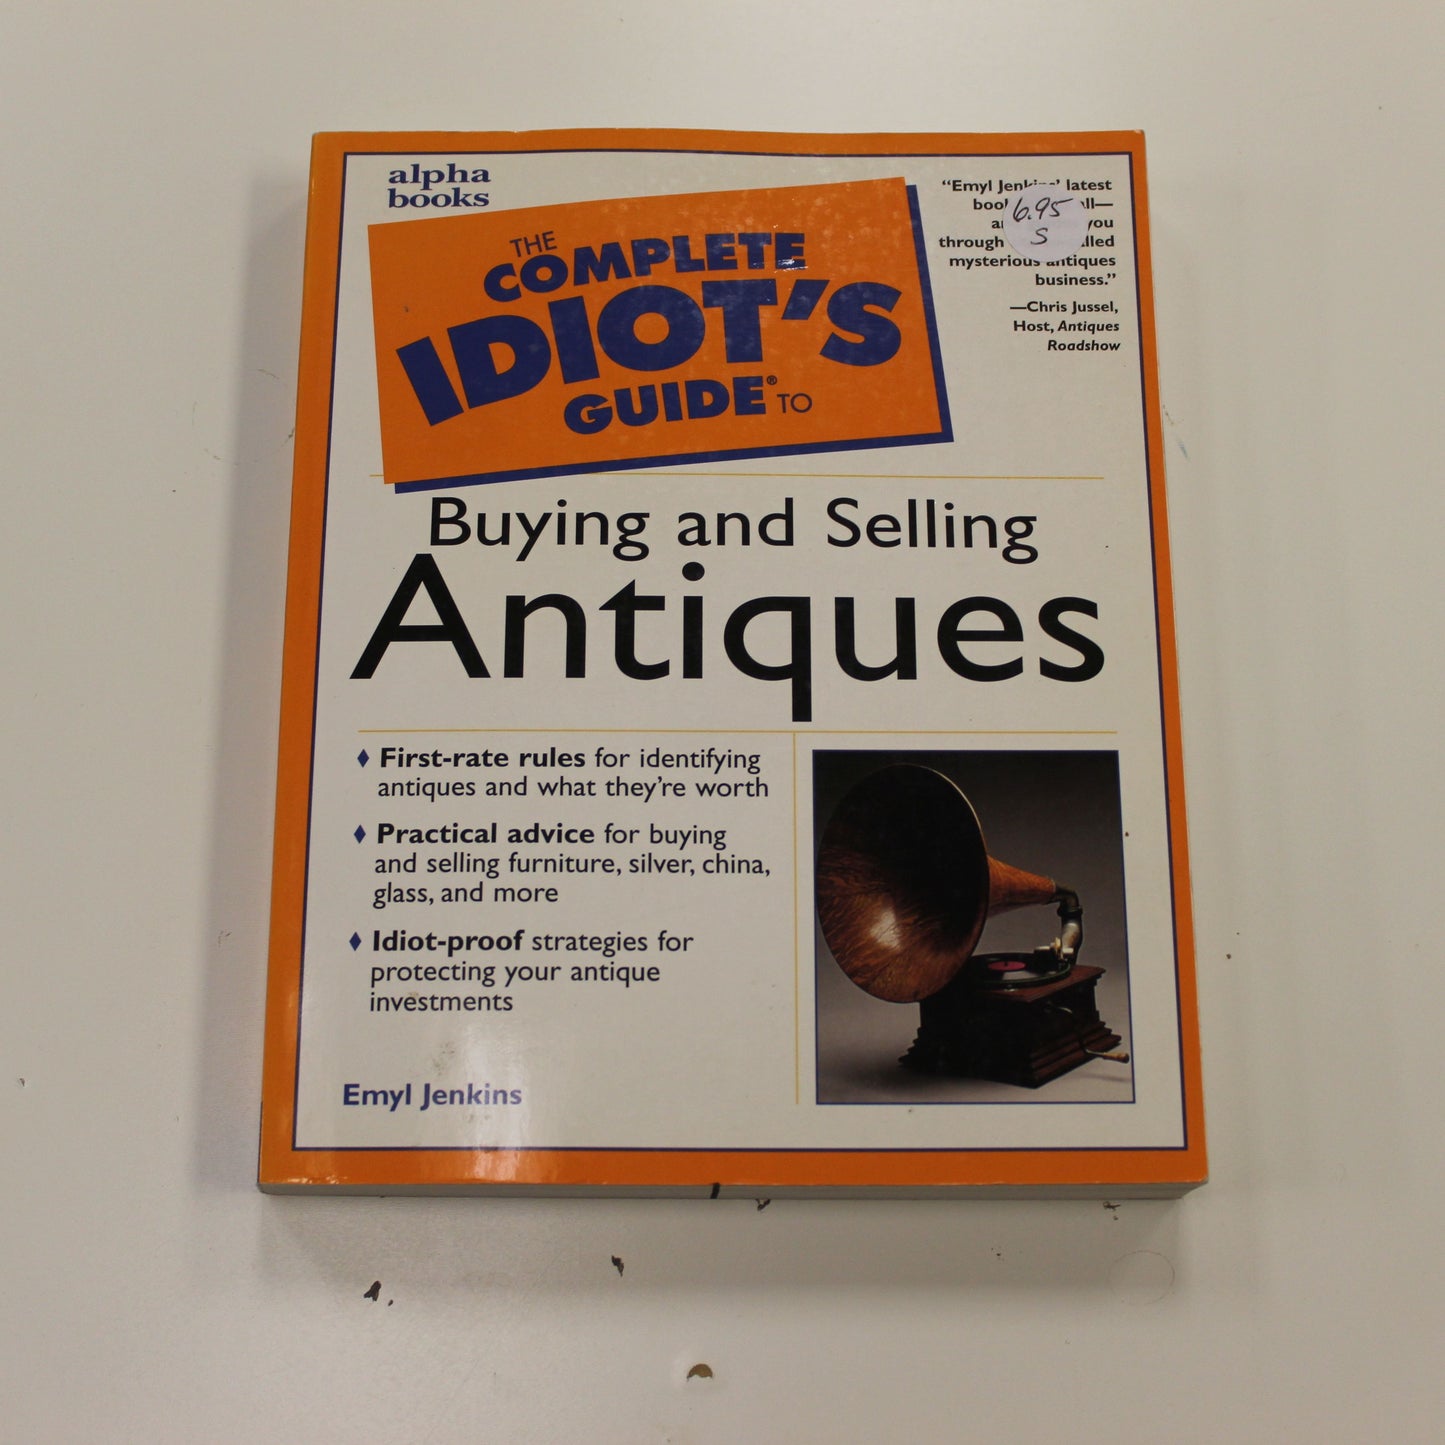 alpha
books
THE
COMPLETE
IDIOT'S
GUIDE® TO
"Emyl Jenkins' latest
you
through
mysterious antiques
business."
—Chris Jussel,
Host, Antiques
Roadshow
6.95
S
Buying and Selling
Antiques
♦ First-rate rules for identifying
antiques and what they're worth
♦ Practical advice for buying
and selling furniture, silver, china,
glass, and more
♦ Idiot-proof strategies for
protecting your antique
investments
Emyl Jenkins